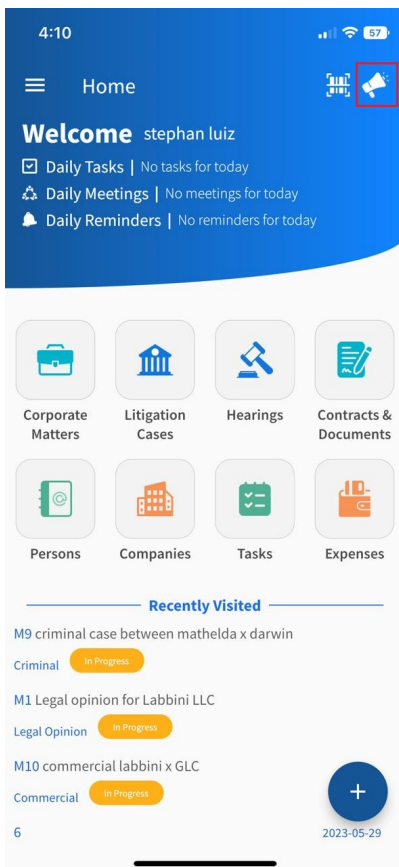 4:10
57
Home
Welcome stephan luiz
Daily Tasks | No tasks for today
Daily Meetings | No meetings for today
Daily Reminders | No reminders for today
Corporate Matters
Litigation Cases
Hearings
Contracts & Documents
Persons
Companies
Tasks
Expenses
Recently Visited
M9 criminal case between mathelda x darwin
Criminal In Progress
M1 Legal opinion for Labbini LLC
Legal Opinion In Progress
M10 commercial labbini x GLC
Commercial In Progress
+
6 2023-05-29